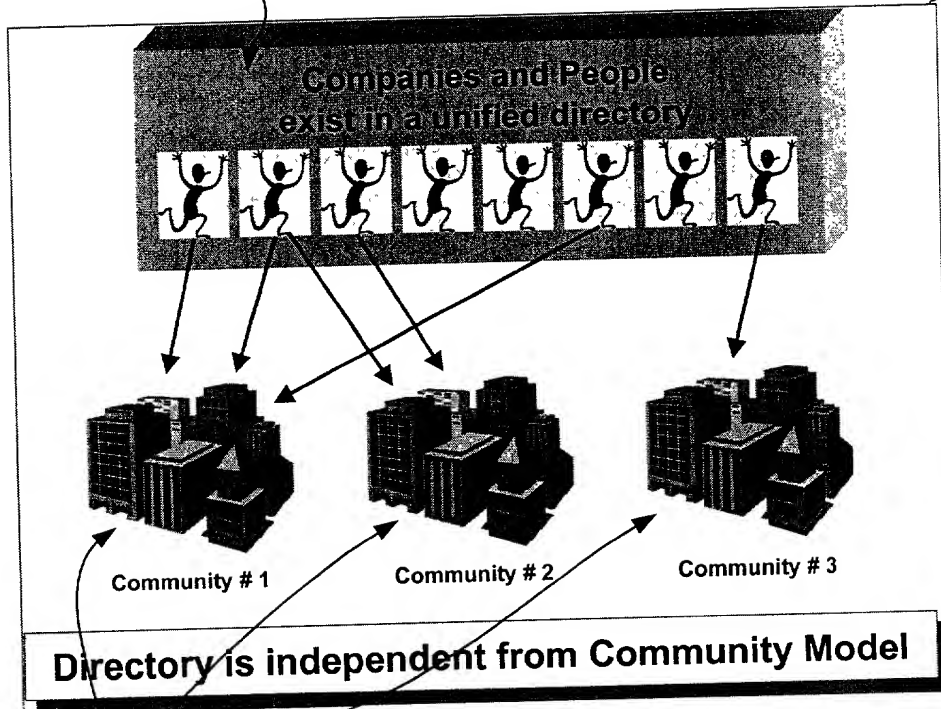 Companies and People
exist in a unified directory
Community # 1
Community # 2
Community # 3
Directory is independent from Community Model